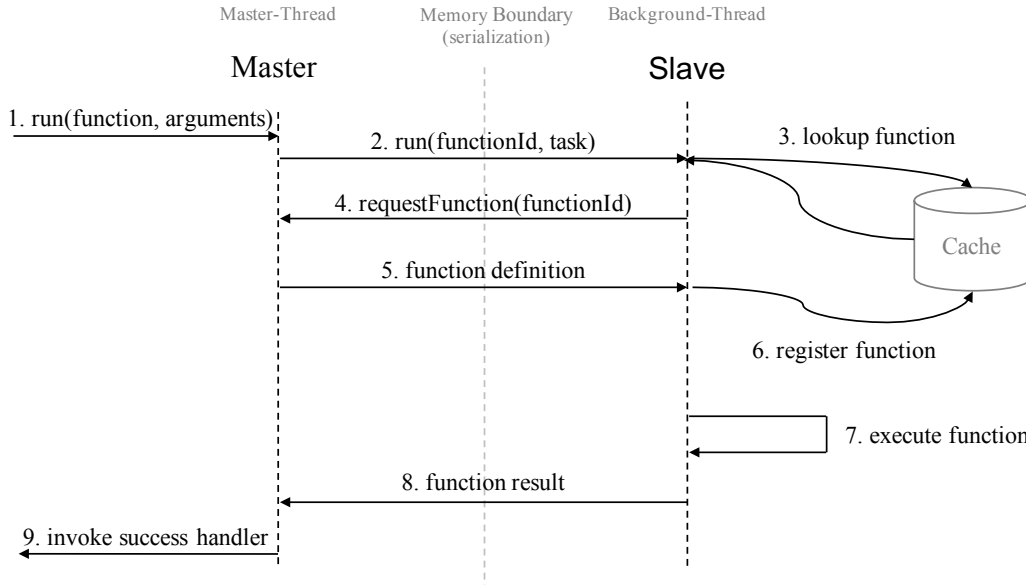 Master-Thread
Memory Boundary
(serialization)
Background-Thread
Master
Slave
1. run(function, arguments)
2. run(functionId, task)
3. lookup function
4. requestFunction(functionId)
Cache
5. function definition
6. register function
7. execute function
8. function result
9. invoke success handler